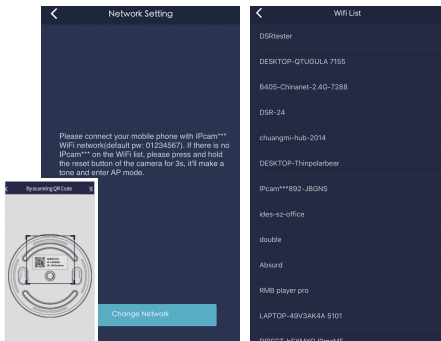 Network Setting
Please connect your mobile phone with IPcam***
WiFi network(default pw: 01234567). If there is no
IPcam*** on the WiFi list, please press and hold
the reset button of the camera for 3s, it'll make a
tone and enter AP mode.
Change Network
By scanning QR Code
Wifi List
DSRtester
DESKTOP-QTUGULA 7155
B405-Chinanet-2.4G-7288
DSR-24
chuangmi-hub-2014
DESKTOP-Thinpolarbear
IPcam***892-JBGNS
ides-sz-office
double
Absurd
RMB player pro
LAPTOP-49V3AK4A 5101